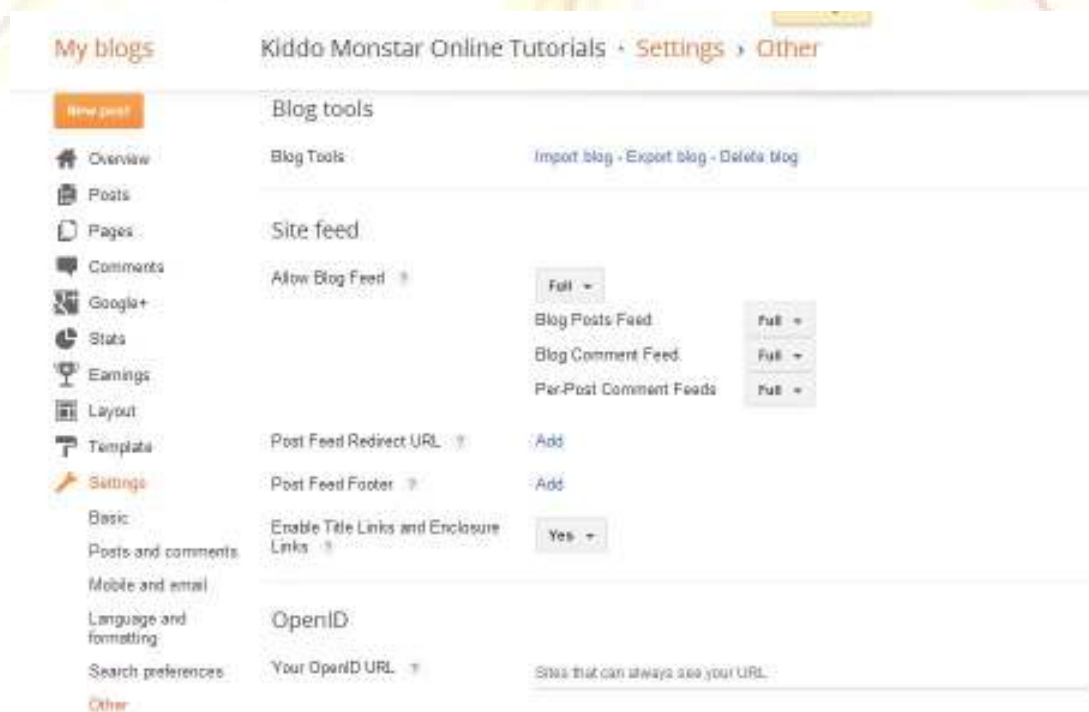 My blogs
Kiddo Monstar Online Tutorials · Settings › Other
New post
Overview
Posts
Pages
Comments
Google+
Stats
Earnings
Layout
Template
Settings
Basic
Posts and comments
Mobile and email
Language and
formatting
Search preferences
Other
Blog tools
Blog Tools
Import blog - Export blog - Delete blog
Site feed
Allow Blog Feed ?
Full
Blog Posts Feed Full
Blog Comment Feed Full
Per-Post Comment Feeds Full
Post Feed Redirect URL ? Add
Post Feed Footer ? Add
Enable Title Links and Enclosure
Links ?
Yes
OpenID
Your OpenID URL ?
Sites that can always see your URL